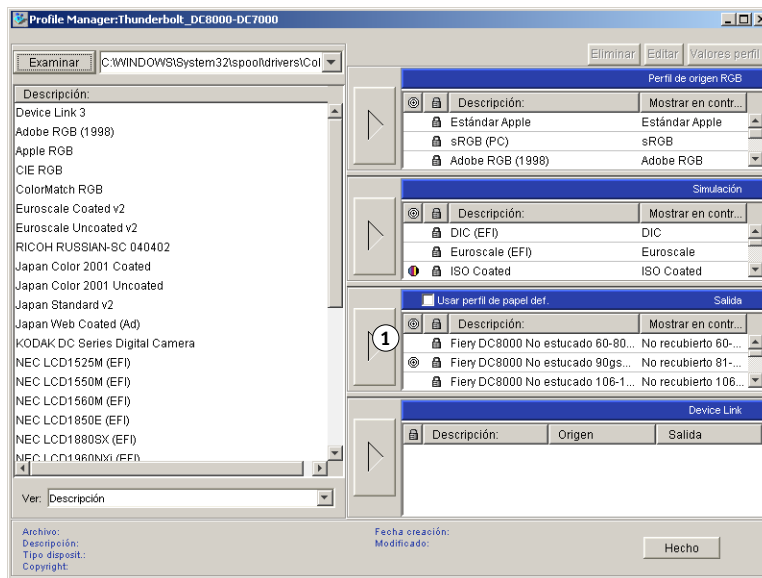 Profile Manager:Thunderbolt_DC8000-DC7000
Examinar
C:\WINDOWS\System32\spool\drivers\Col
Eliminar
Editar
Valores perfil
Descripción:
Device Link 3
Adobe RGB (1998)
Apple RGB
CIE RGB
ColorMatch RGB
Euroscale Coated v2
Euroscale Uncoated v2
RICOH RUSSIAN-SC 040402
Japan Color 2001 Coated
Japan Color 2001 Uncoated
Japan Standard v2
Japan Web Coated (Ad)
KODAK DC Series Digital Camera
NEC LCD1525M (EFI)
NEC LCD1550M (EFI)
NEC LCD1560M (EFI)
NEC LCD1850E (EFI)
NEC LCD1880SX (EFI)
NEC LCD1960NXi (EFI)
Ver: Descripción
Perfil de origen RGB
Descripción: Mostrar en contr...
Estándar Apple Estándar Apple
sRGB (PC) sRGB
Adobe RGB (1998) Adobe RGB
Simulación
Descripción: Mostrar en contr...
DIC (EFI) DIC
Euroscale (EFI) Euroscale
ISO Coated ISO Coated
1
Usar perfil de papel def. Salida
Descripción: Mostrar en contr...
Fiery DC8000 No estucado 60-80... No recubierto 60-...
Fiery DC8000 No estucado 90gs... No recubierto 81-...
Fiery DC8000 No estucado 106-1... No recubierto 106...
Device Link
Descripción: Origen Salida
Archivo:
Descripción:
Tipo disposit.:
Copyright:
Fecha creación:
Modificado:
Hecho